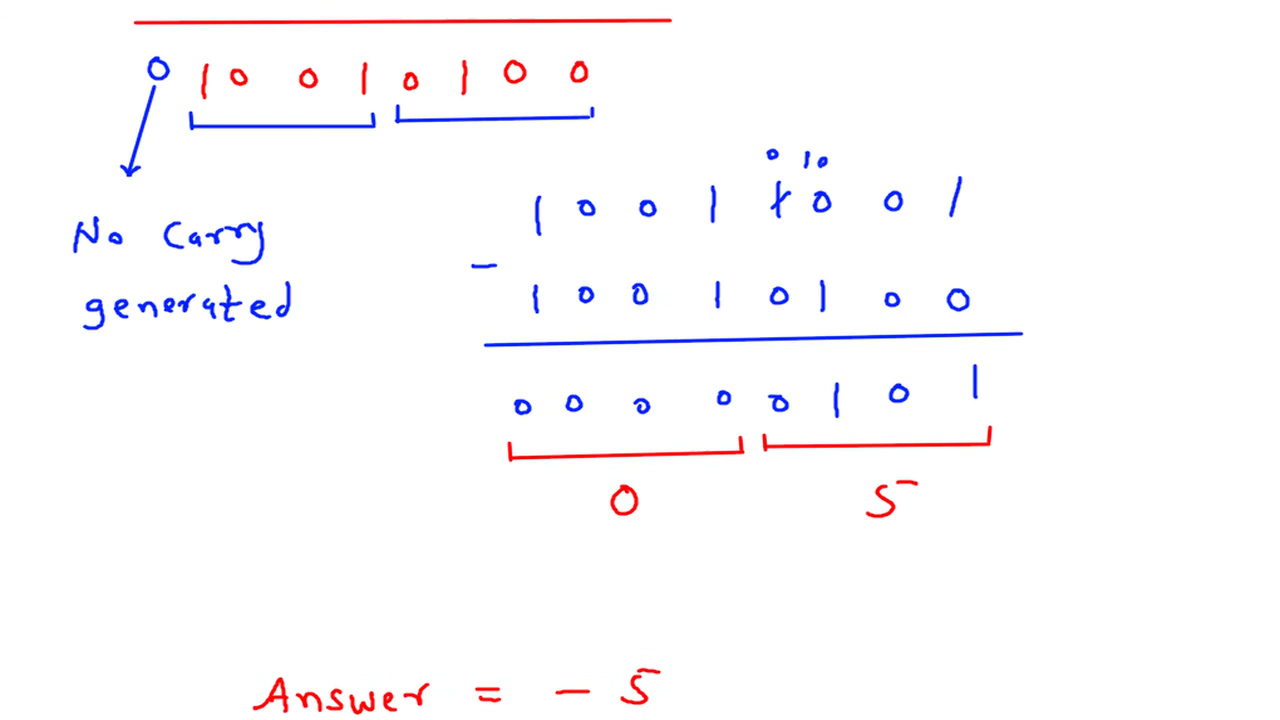 0 1 0 0 1 0 1 0 0
No Carry
generated
0 10
1 0 0 1 1 0 0 1
- 1 0 0 1 0 1 0 0
0 0 0 0 0 1 0 1
0 5
Answer = - 5